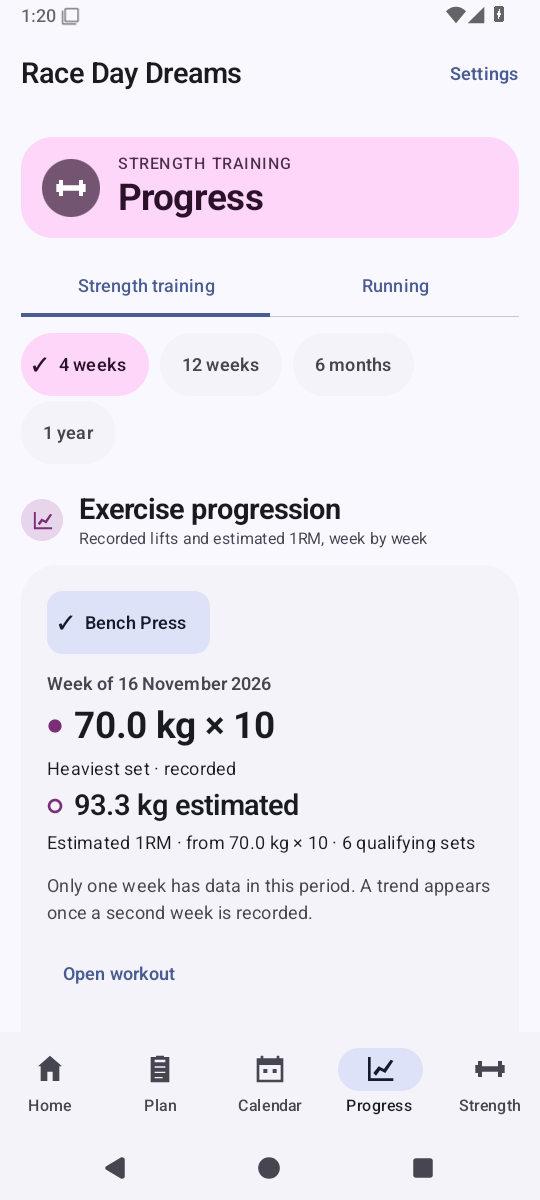 1:20
Race Day Dreams
Settings
STRENGTH TRAINING
Progress
Strength training
Running
✓ 4 weeks
12 weeks
6 months
1 year
Exercise progression
Recorded lifts and estimated 1RM, week by week
✓ Bench Press
Week of 16 November 2026
70.0 kg × 10
Heaviest set · recorded
93.3 kg estimated
Estimated 1RM · from 70.0 kg × 10 · 6 qualifying sets
Only one week has data in this period. A trend appears
once a second week is recorded.
Open workout
Home
Plan
Calendar
Progress
Strength